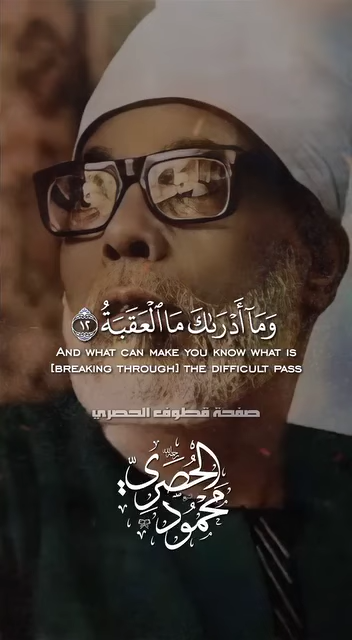 وَمَآ أَدْرَىٰكَ مَا ٱلْعَقَبَةُ ١٢
And what can make you know what is
[breaking through] the difficult pass
صفحة قطوف الحصري
الحصري
محمود